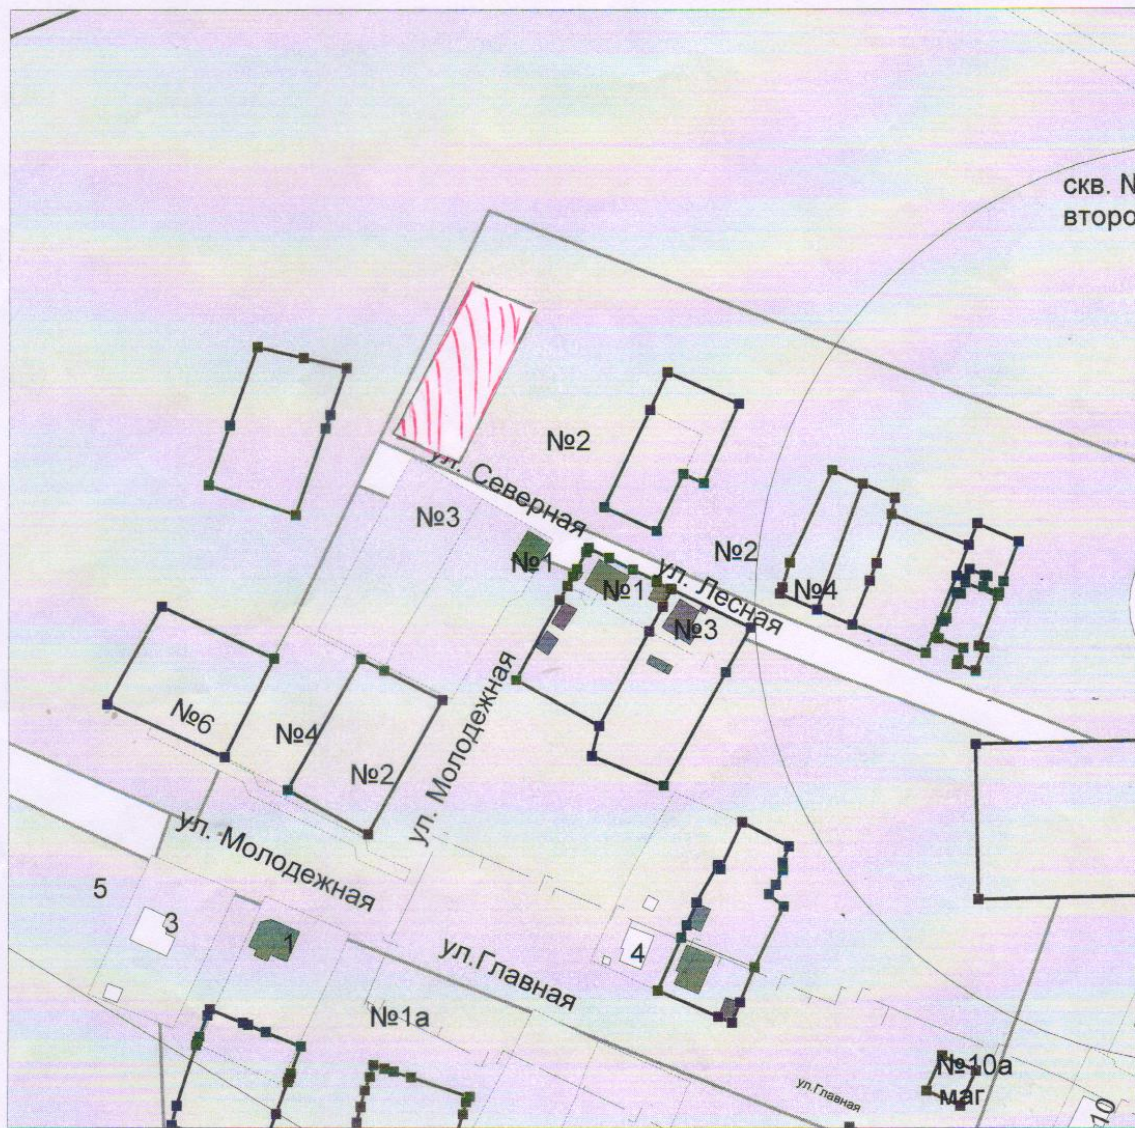 скв. N
второ
№2
ул. Северная
№3
№2
№1
ул. Лесная
№1
№4
№3
№6
№4
ул. Молодежная
№2
ул. Молодежная
5
3
1
ул.Главная
4
№1а
№10а
маг
ул.Главная
10